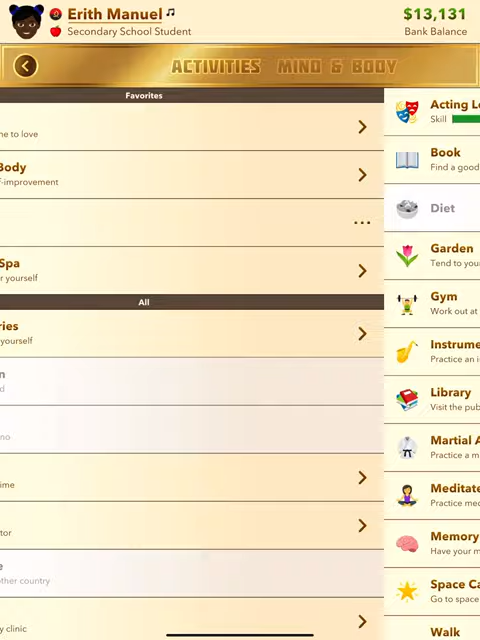 Erith Manuel
Secondary School Student
$13,131
Bank Balance
ACTIVITIES MIND & BODY
Favorites
ne to love
Body
f-improvement
Spa
r yourself
All
ries
yourself
n
d
no
ime
tor
e
other country
y clinic
Acting Le
Skill
Book
Find a good
Diet
Garden
Tend to you
Gym
Work out at
Instrume
Practice an i
Library
Visit the pub
Martial A
Practice a m
Meditate
Practice med
Memory
Have your m
Space Ca
Go to space
Walk